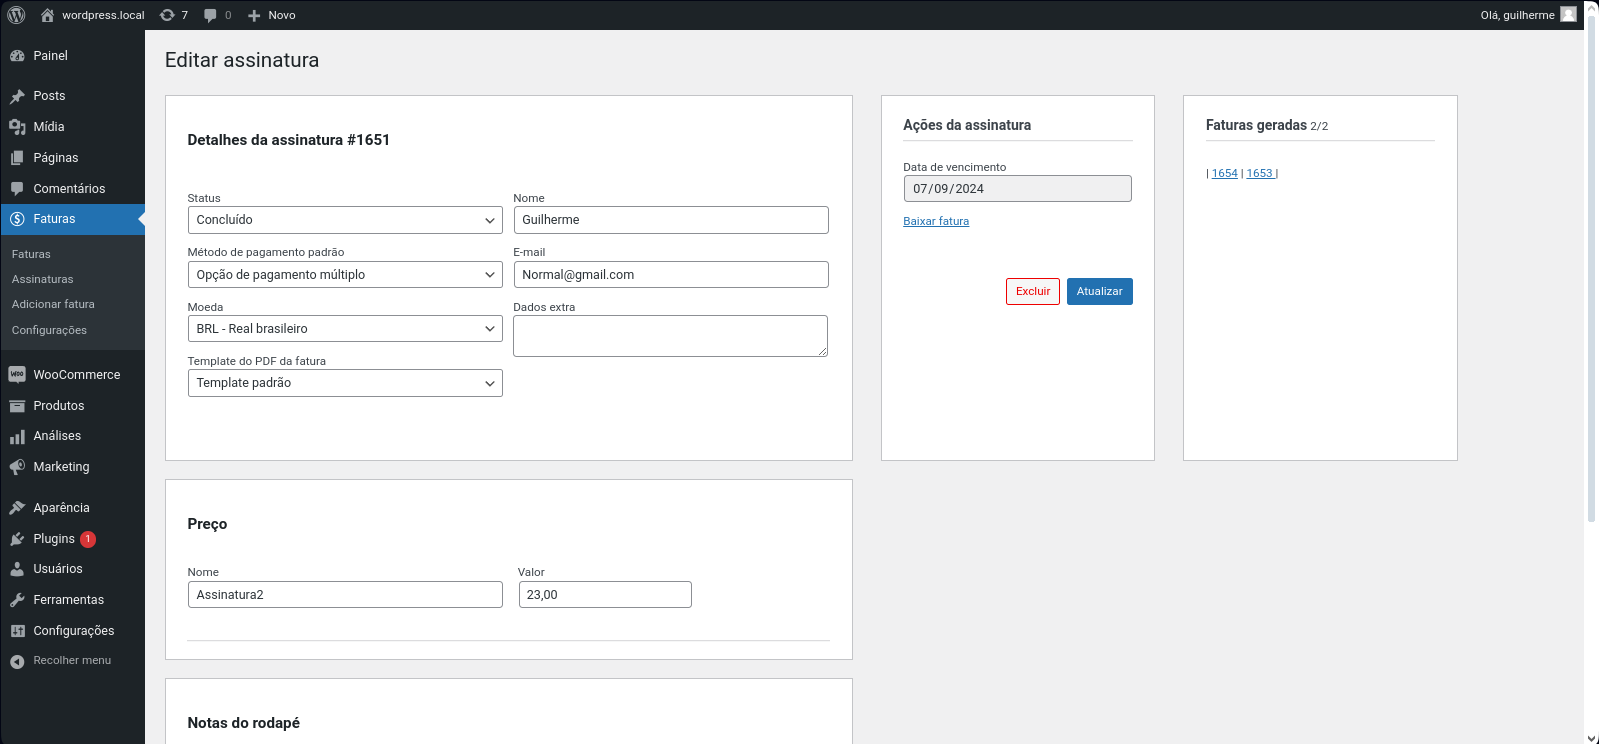 wordpress.local 7 0 Novo Olá, guilherme
Painel
Posts
Mídia
Páginas
Comentários
Faturas
Faturas
Assinaturas
Adicionar fatura
Configurações
WooCommerce
Produtos
Análises
Marketing
Aparência
Plugins 1
Usuários
Ferramentas
Configurações
Recolher menu
Editar assinatura
Detalhes da assinatura #1651
Status
Concluído
Nome
Guilherme
Método de pagamento padrão
Opção de pagamento múltiplo
E-mail
Normal@gmail.com
Moeda
BRL - Real brasileiro
Dados extra
Template do PDF da fatura
Template padrão
Ações da assinatura
Data de vencimento
07/09/2024
Baixar fatura
Excluir Atualizar
Faturas geradas 2/2
| 1654 | 1653 |
Preço
Nome
Assinatura2
Valor
23,00
Notas do rodapé